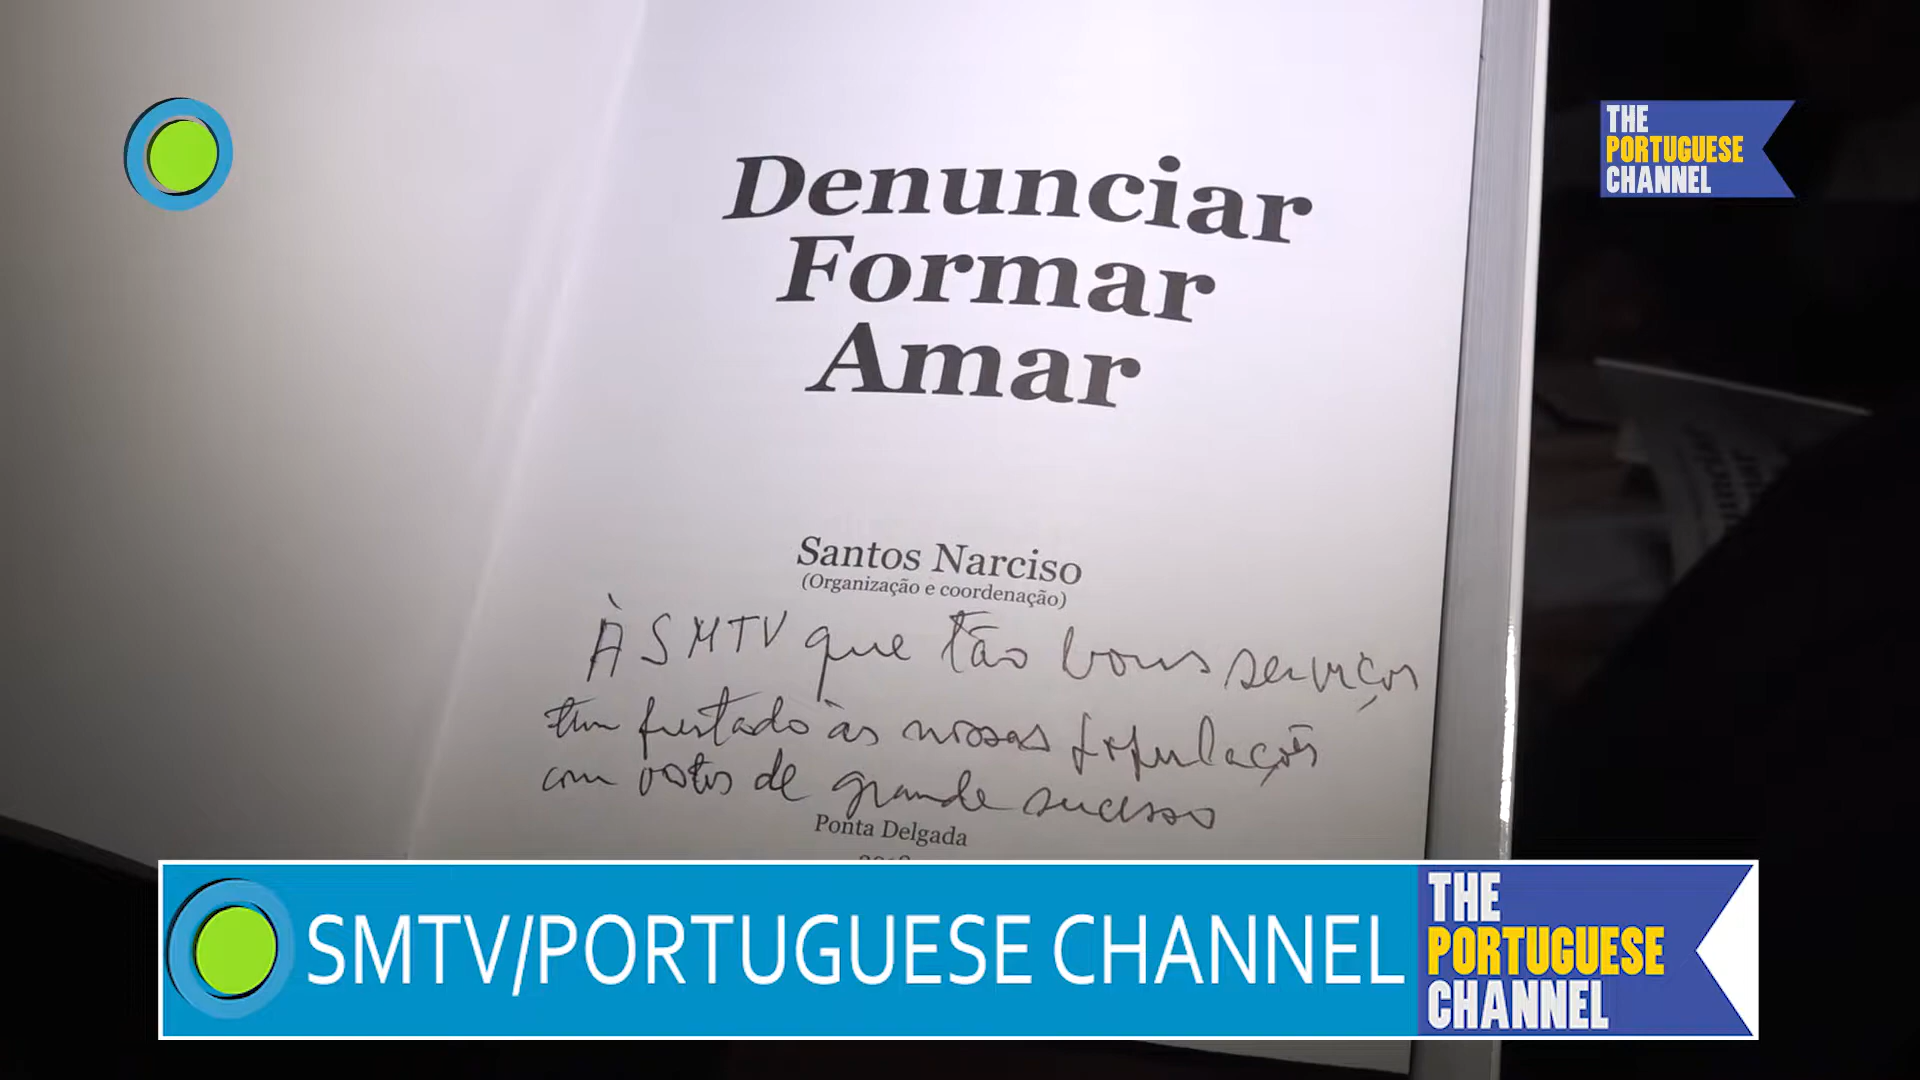 THE
PORTUGUESE
CHANNEL
Denunciar
Formar
Amar
Santos Narciso
(Organização e coordenação)
À SMTV que tão bons serviços
tem prestado às nossas populações
com votos de grande sucesso
Ponta Delgada
SMTV/PORTUGUESE CHANNEL
THE
PORTUGUESE
CHANNEL